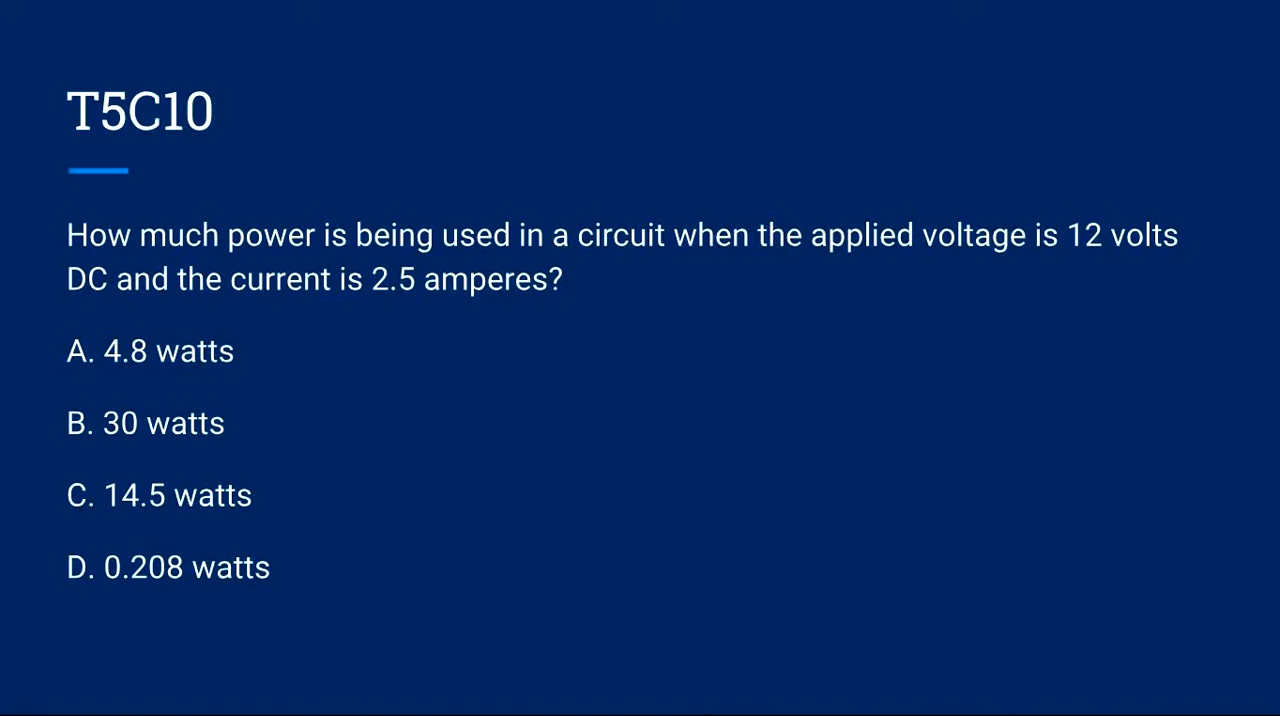 T5C10
How much power is being used in a circuit when the applied voltage is 12 volts
DC and the current is 2.5 amperes?
A. 4.8 watts
B. 30 watts
C. 14.5 watts
D. 0.208 watts